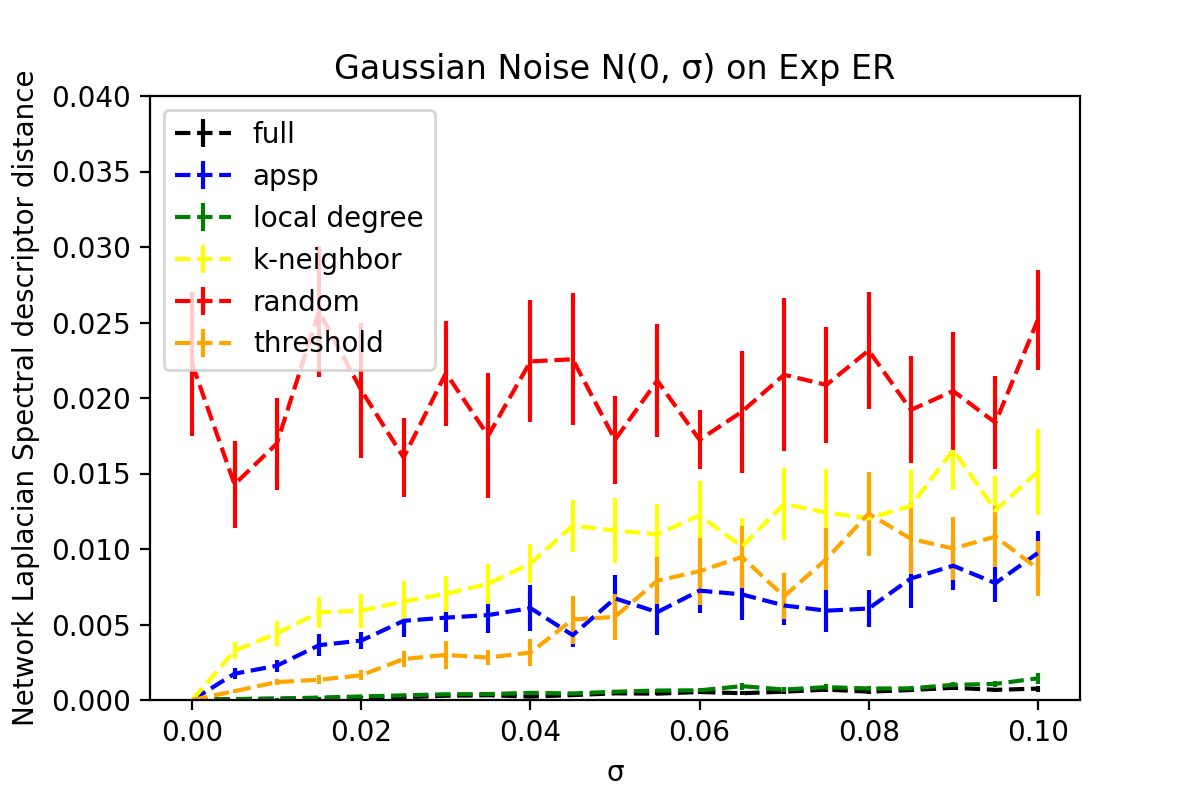 Gaussian Noise N(0, σ) on Exp ER
Network Laplacian Spectral descriptor distance
0.040
0.035
0.030
0.025
0.020
0.015
0.010
0.005
0.000
full
apsp
local degree
k-neighbor
random
threshold
0.00 0.02 0.04 0.06 0.08 0.10
σ